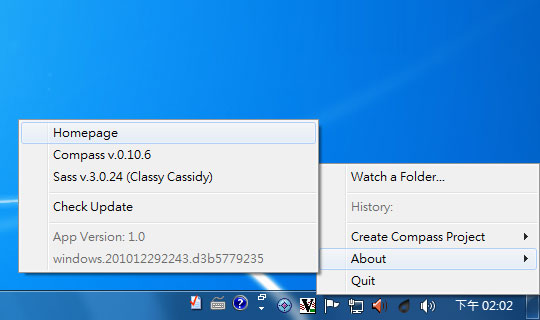 Homepage
Compass v.0.10.6
Sass v.3.0.24 (Classy Cassidy)
Check Update
App Version: 1.0
windows.201012292243.d3b5779235
Watch a Folder...
History:
Create Compass Project
About
Quit
下午 02:02